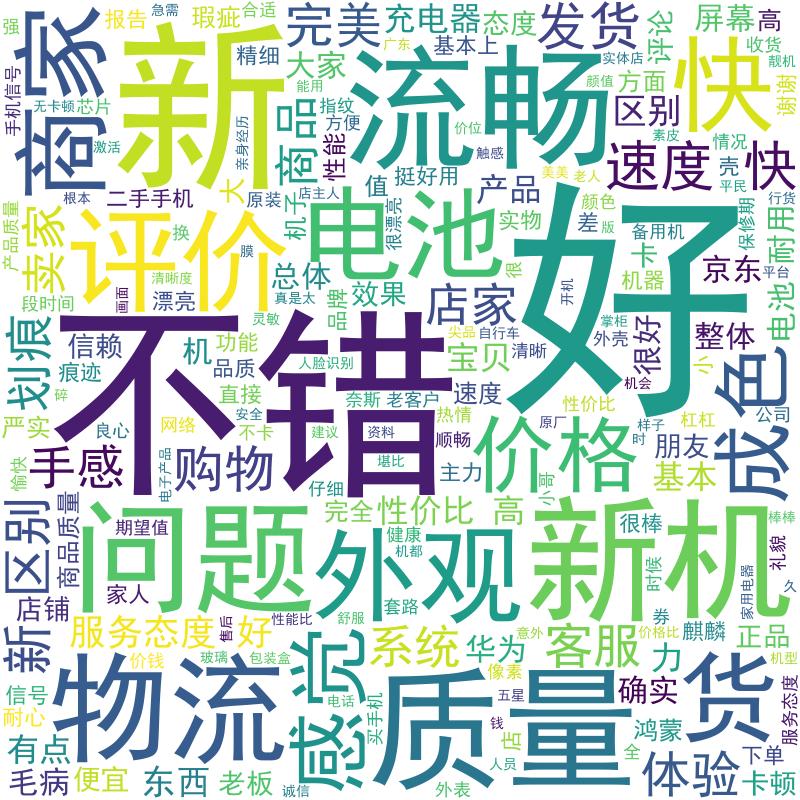 强
报告
急需
瑕疵
合适
完美
广东
充电器
态度
发货
评论
屏幕
高
收货
靓机
商家
新
精细
大家
基本上
实体店
颜值
方面
快
谢谢
手机信号
无卡顿
芯片
激活
亲身经历
商品
能用
指纹
方便
性能
流畅
价位
触感
区别
素皮
情况
壳
平民
速度
快
根本
二手手机
大
原装
店主人
值
挺好用
产品
美美
老人
颜色
版
保修期
行货
产品质量
卖家
评价
换
清晰度
膜
机子
很漂亮
电池
实物
很
差
备用机
卡
机器
京东
平台
电池
耐用
段时间
画面
漂亮
总体
真是太
品牌
效果
店家
好
开机
掌柜
外壳
很好
整体
划痕
信赖
机
功能
灵敏
尖品
自行车
宝贝
清晰
小
痕迹
不错
品质
直接
人脸识别
奈斯
老客户
速度
机会
成色
碎
严实
良心
网络
安全
不卡
建议
资料
热情
顺畅
性价比
原厂
样子
时
杠杠
公司
愉快
手感
电子产品
购物
仔细
堪比
主力
价格
小哥
朋友
基本
区别
商品质量
期望值
问题
完全
性价比
高
健康
机都
外观
新机
很棒
时候
礼貌
棒棒
久
家人
店铺
新
服务态度
好
售后
性能比
舒服
套路
系统
华为
意外
价格比
客服
力
券
麒麟
正品
家用电器
机型
信号
耐心
物流
价钱
玻璃
包装盒
感觉
电话
买手机
像素
五星
质量
钱
店
人员
确实
鸿蒙
货
全
服务态度
有点
毛病
便宜
东西
老板
诚信
外表
体验
下单
卡顿